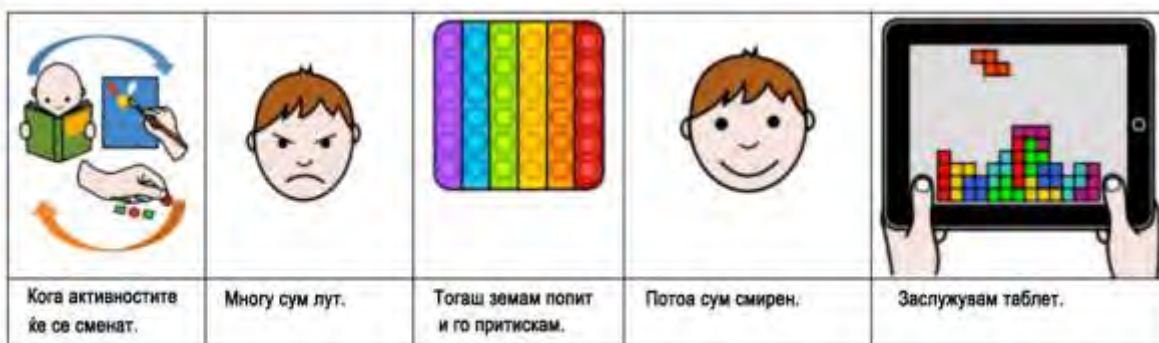 Кога активностите
ќе се сменат.
Многу сум лут.
Тогаш земам попит
и го притискам.
Потоа сум смирен.
Заслужувам таблет.